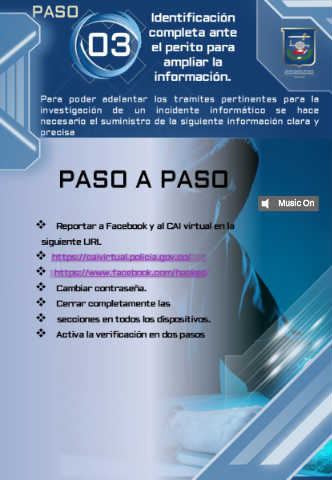 PASO
03
Identificación
completa ante
el perito para
ampliar la
información.
Para poder adelantar los tramites pertinentes para la
investigación de un incidente informático se hace
necesario el suministro de la siguiente información clara y
precisa
PASO A PASO
Music On
❖ Reportar a Facebook y al CAI virtual en la
siguiente URL
❖ https://caivirtual.policia.gov.co/
❖ https://www.facebook.com/hacked
❖ Cambiar contraseña.
❖ Cerrar completamente las
❖ secciones en todos los dispositivos.
❖ Activa la verificación en dos pasos